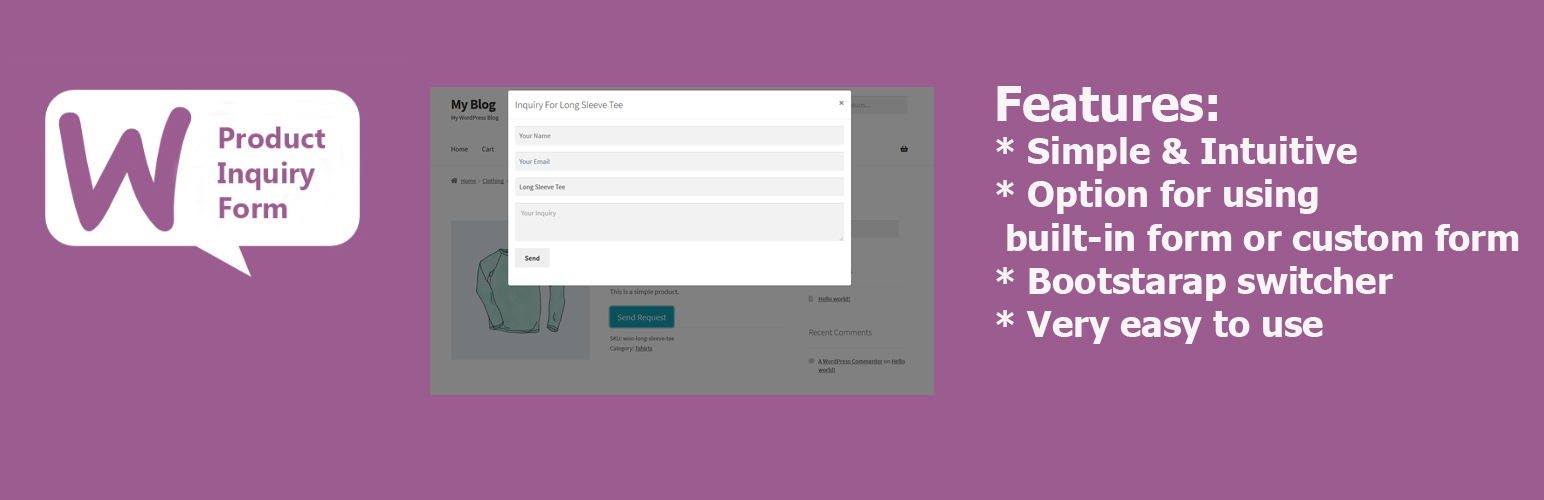 W
Product
Inquiry
Form
My Blog
My WordPress Blog
Home
Cart
Home
Clothing
Inquiry For Long Sleeve Tee
×
Your Name
Your Email
Long Sleeve Tee
Your Inquiry
Send
This is a simple product.
Send Request
SKU: woo-long-sleeve-tee
Category: Tshirts
Hello world!
Recent Comments
A WordPress Commenter on Hello
world!
Features:
* Simple & Intuitive
* Option for using
built-in form or custom form
* Bootstarap switcher
* Very easy to use